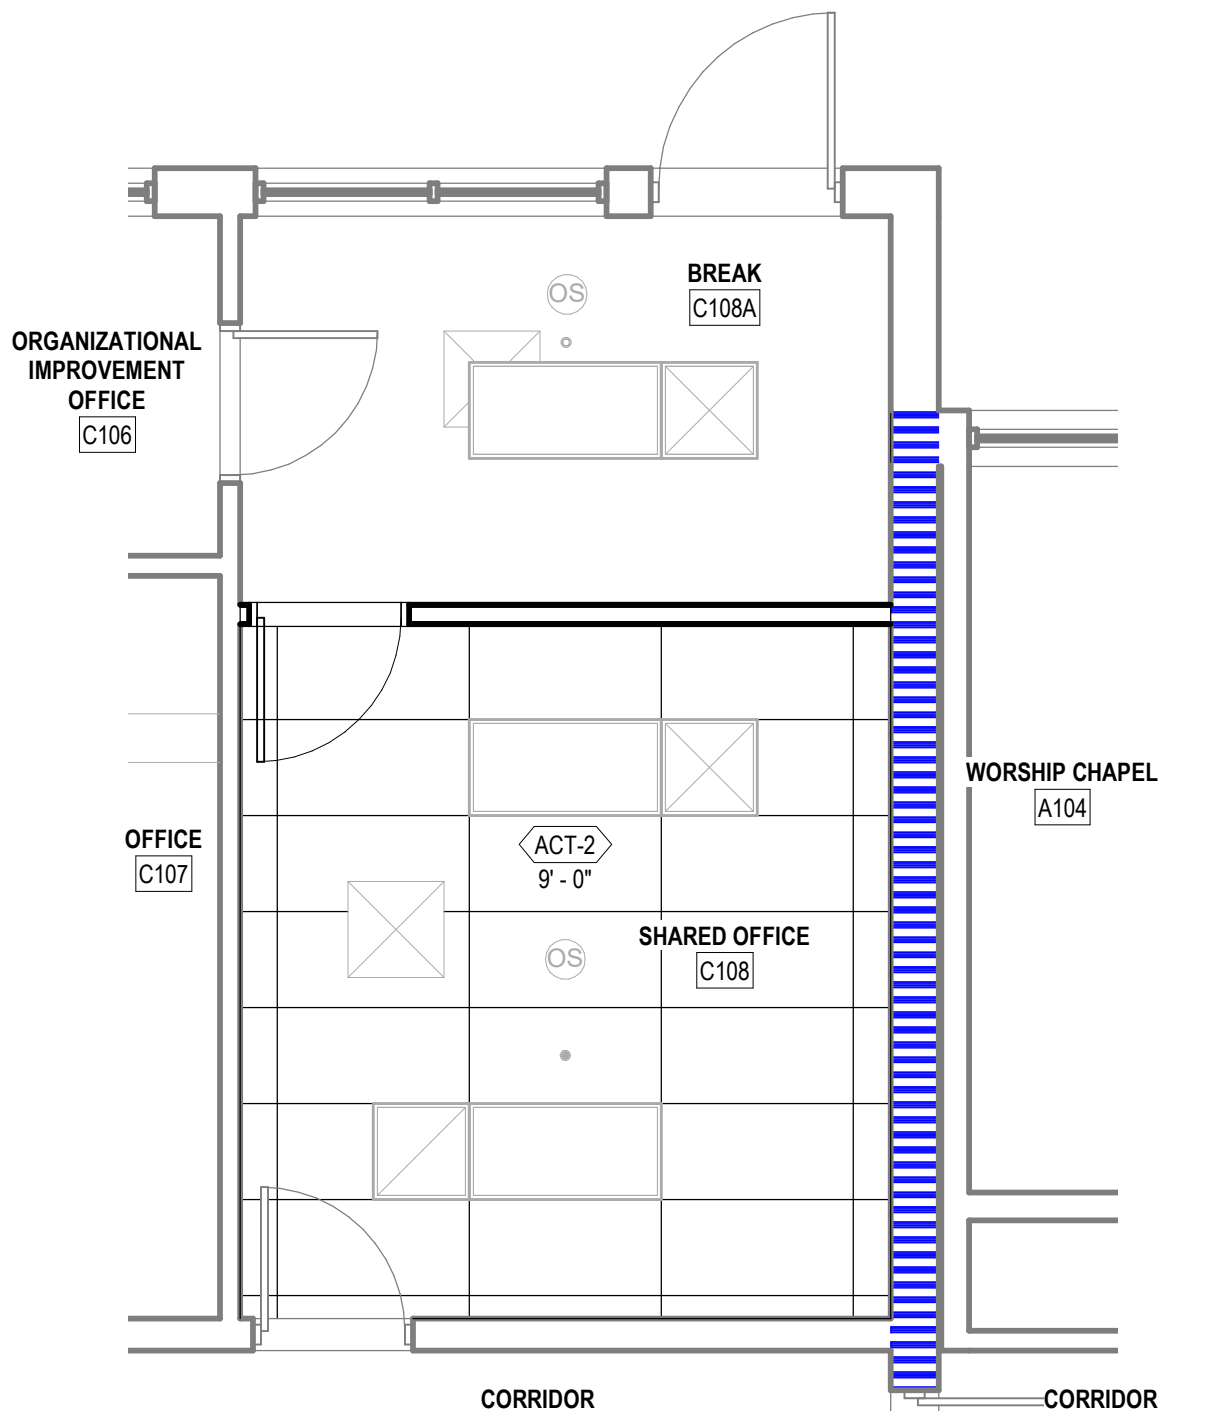 OS
BREAK
C108A
ORGANIZATIONAL
IMPROVEMENT
OFFICE
C106
WORSHIP CHAPEL
A104
OFFICE
C107
ACT-2
9' - 0"
SHARED OFFICE
C108
OS
CORRIDOR
CORRIDOR